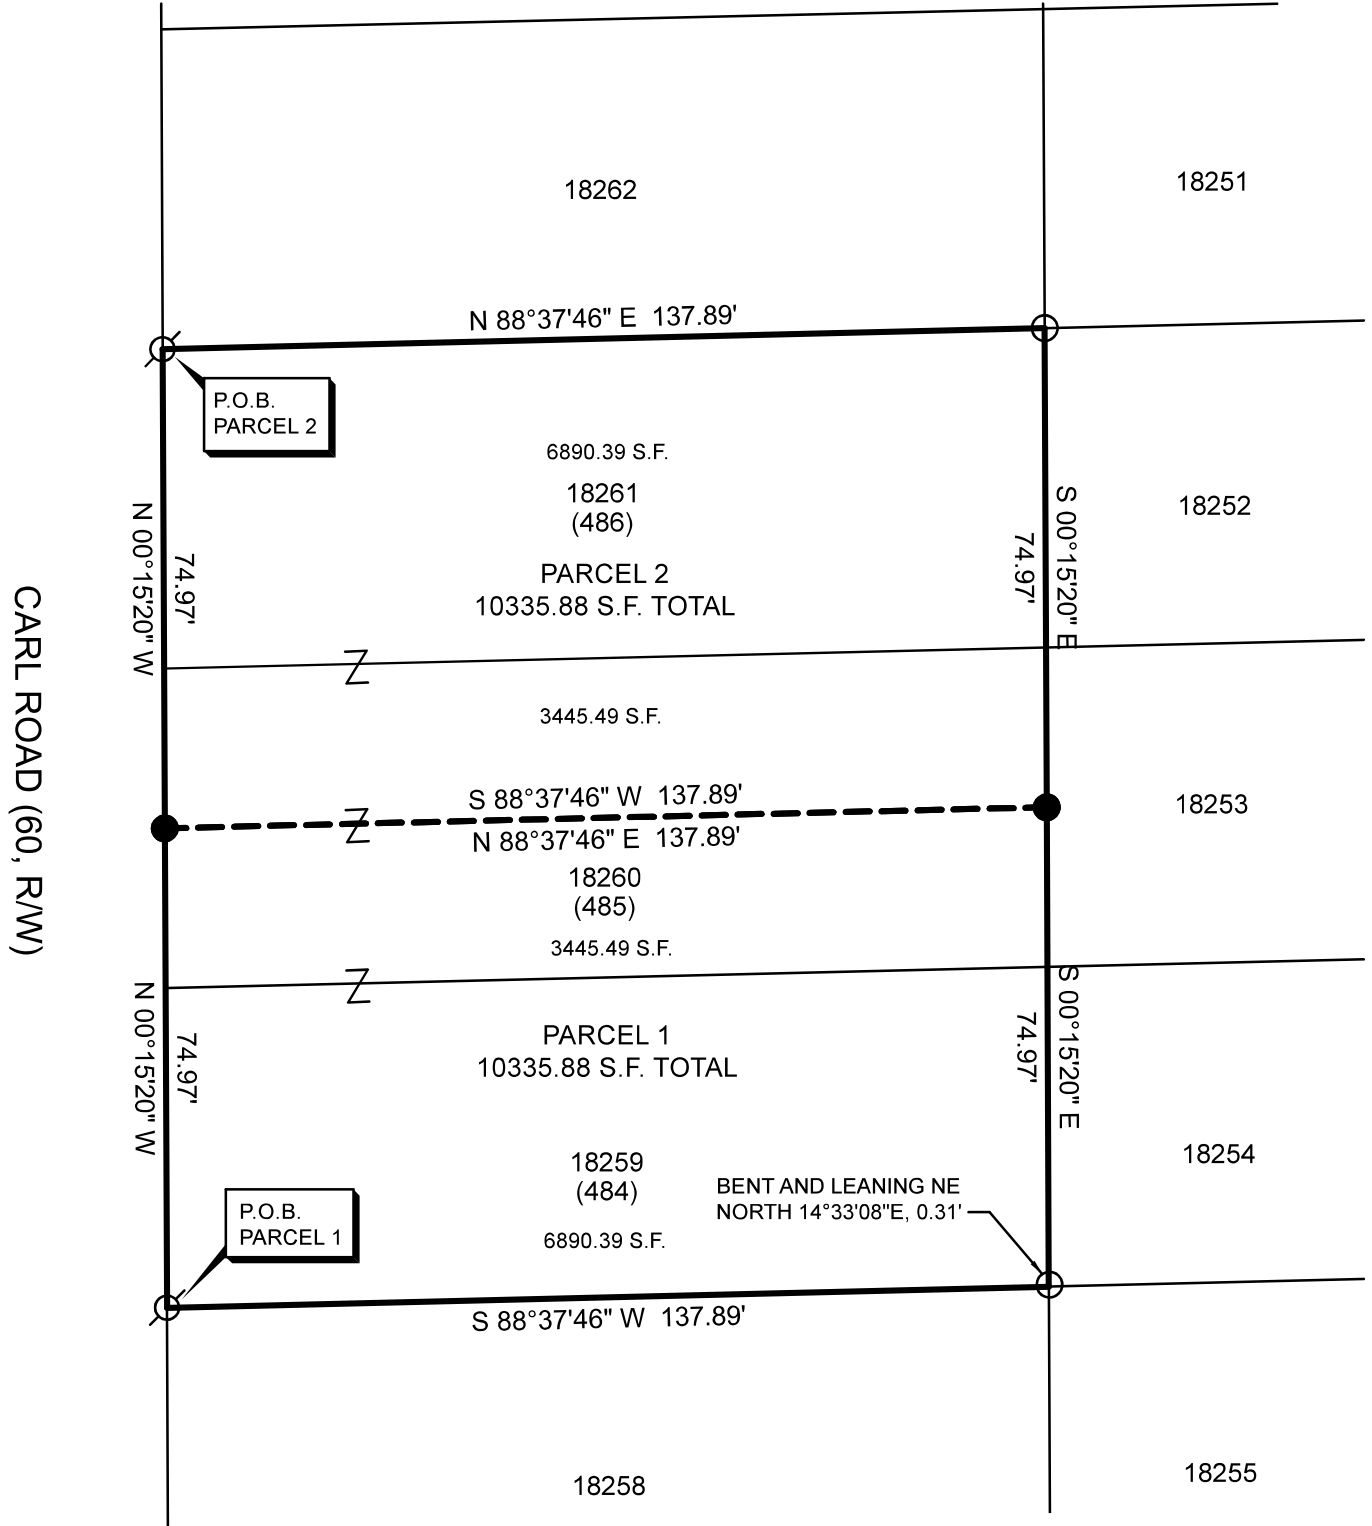 18262
18251
N 88°37'46" E 137.89'
P.O.B.
PARCEL 2
6890.39 S.F.
18261
(486)
18252
N 00°15'20" W
74.97'
74.97'
S 00°15'20" E
PARCEL 2
10335.88 S.F. TOTAL
CARL ROAD (60, R/W)
3445.49 S.F.
S 88°37'46" W 137.89'
N 88°37'46" E 137.89'
18253
18260
(485)
3445.49 S.F.
N 00°15'20" W
74.97'
74.97'
S 00°15'20" E
PARCEL 1
10335.88 S.F. TOTAL
18259
(484)
6890.39 S.F.
18254
BENT AND LEANING NE
NORTH 14°33'08"E, 0.31'
P.O.B.
PARCEL 1
S 88°37'46" W 137.89'
18258
18255